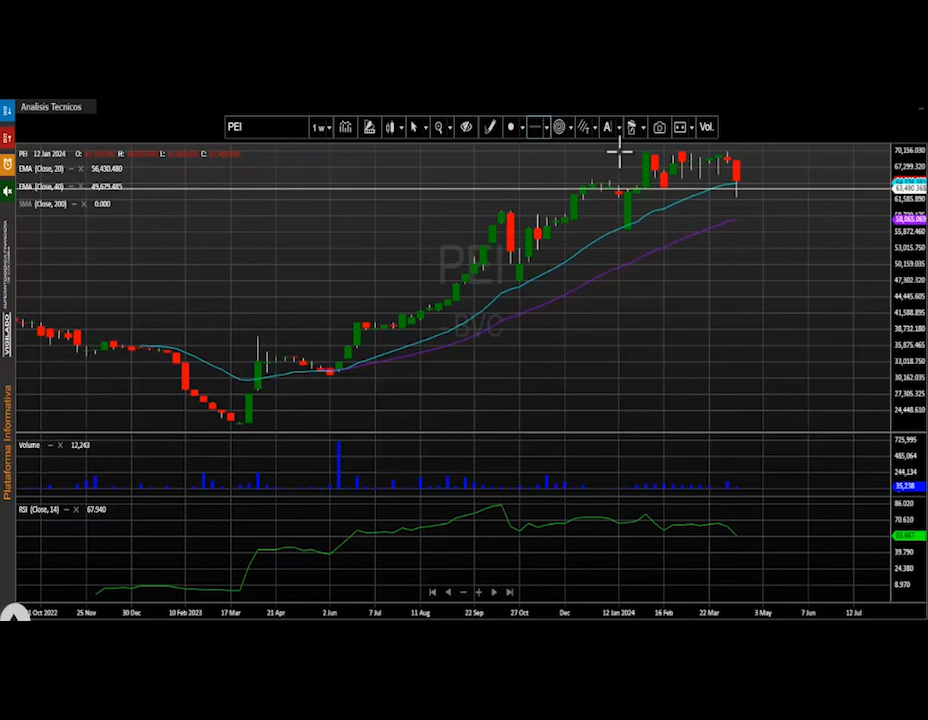 Analisis Tecnicos
PEI 1 w A Vol.
PEI 12 Jan 2024 O: H: L: C:
EMA (Close, 20) – X 56,430.480
EMA (Close, 40) – X 49,679.485
SMA (Close, 200) – X 0.000
PEI
- BVC
70,156.030
67,299.320
63,490.368
61,585.890
58,065.069
55,872.460
53,015.750
50,159.035
47,302.320
44,445.605
41,588.895
38,732.180
35,875.465
33,018.750
30,162.035
27,305.325
24,448.610
Volume – X 12,243
725,995
485,064
244,134
35,238
RSI (Close, 14) – X 67.940
86.020
70.610
39.790
24.380
8.970
Oct 2022 25 Nov 30 Dec 10 Feb 2023 17 Mar 21 Apr 2 Jun 7 Jul 11 Aug 22 Sep 27 Oct Dec 12 Jan 2024 16 Feb 22 Mar 3 May 7 Jun 12 Jul
VIGILADO
Plataforma Informativa